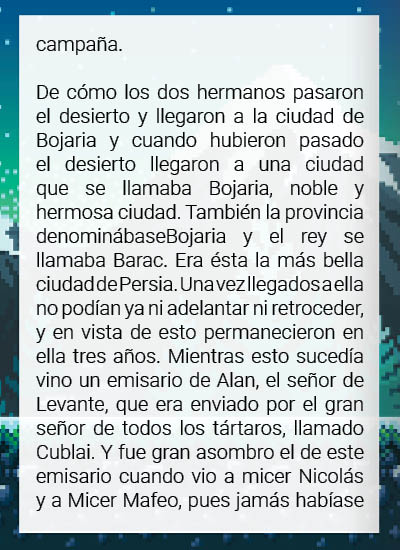 campaña.
De cómo los dos hermanos pasaron
el desierto y llegaron a la ciudad de
Bojaria y cuando hubieron pasado
el desierto llegaron a una ciudad
que se llamaba Bojaria, noble y
hermosa ciudad. También la provincia
denominábaseBojaria y el rey se
llamaba Barac. Era ésta la más bella
ciudad de Persia. Una vez llegados a ella
no podían ya ni adelantar ni retroceder,
y en vista de esto permanecieron en
ella tres años. Mientras esto sucedía
vino un emisario de Alan, el señor de
Levante, que era enviado por el gran
señor de todos los tártaros, llamado
Cublai. Y fue gran asombro el de este
emisario cuando vio a micer Nicolás
y a Micer Mafeo, pues jamás habíase